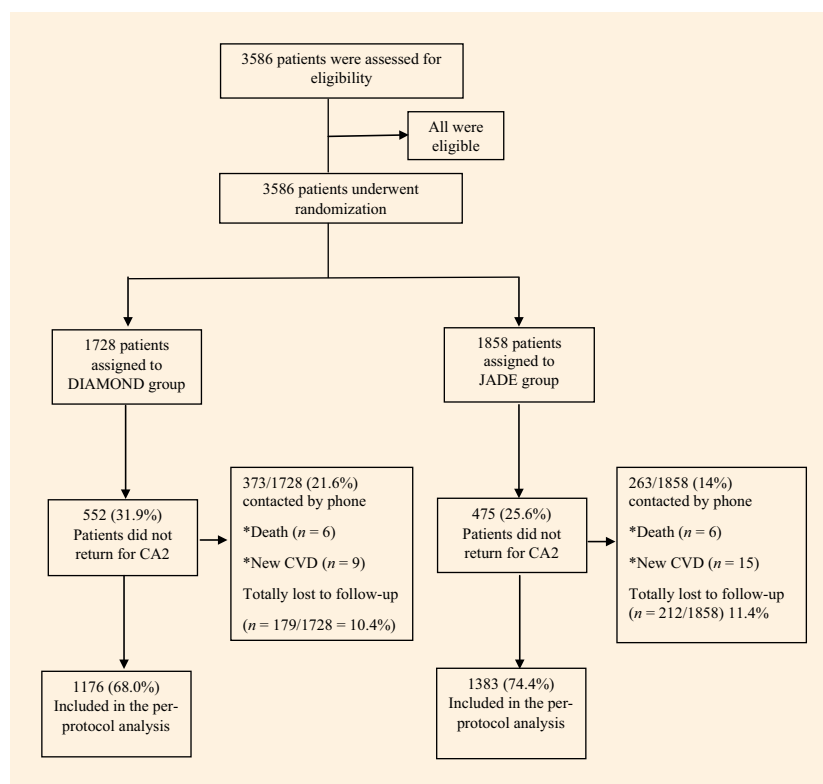 3586 patients were assessed for
eligibility
All were
eligible
3586 patients underwent
randomization
1728 patients
assigned to
DIAMOND group
1858 patients
assigned to
JADE group
552 (31.9%)
Patients did not
return for CA2
373/1728 (21.6%)
contacted by phone
*Death (n = 6)
*New CVD (n = 9)
Totally lost to follow-up
(n = 179/1728 = 10.4%)
475 (25.6%)
Patients did not
return for CA2
263/1858 (14%)
contacted by phone
*Death (n = 6)
*New CVD (n = 15)
Totally lost to follow-up
(n = 212/1858) 11.4%
1176 (68.0%)
Included in the per-
protocol analysis
1383 (74.4%)
Included in the per-
protocol analysis